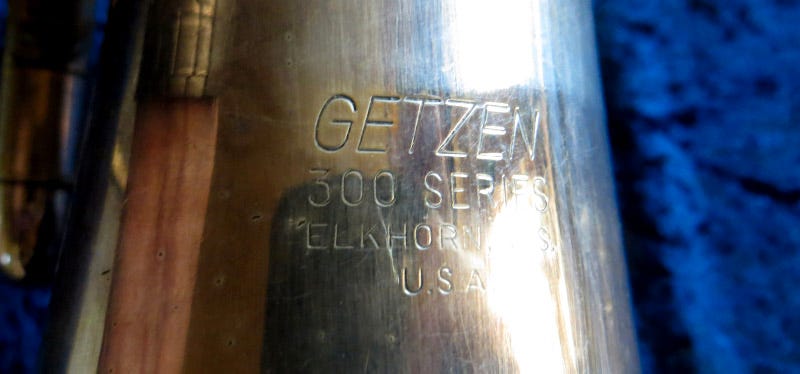 GETZEN
300 SERIES
ELKHORN
U.S.A